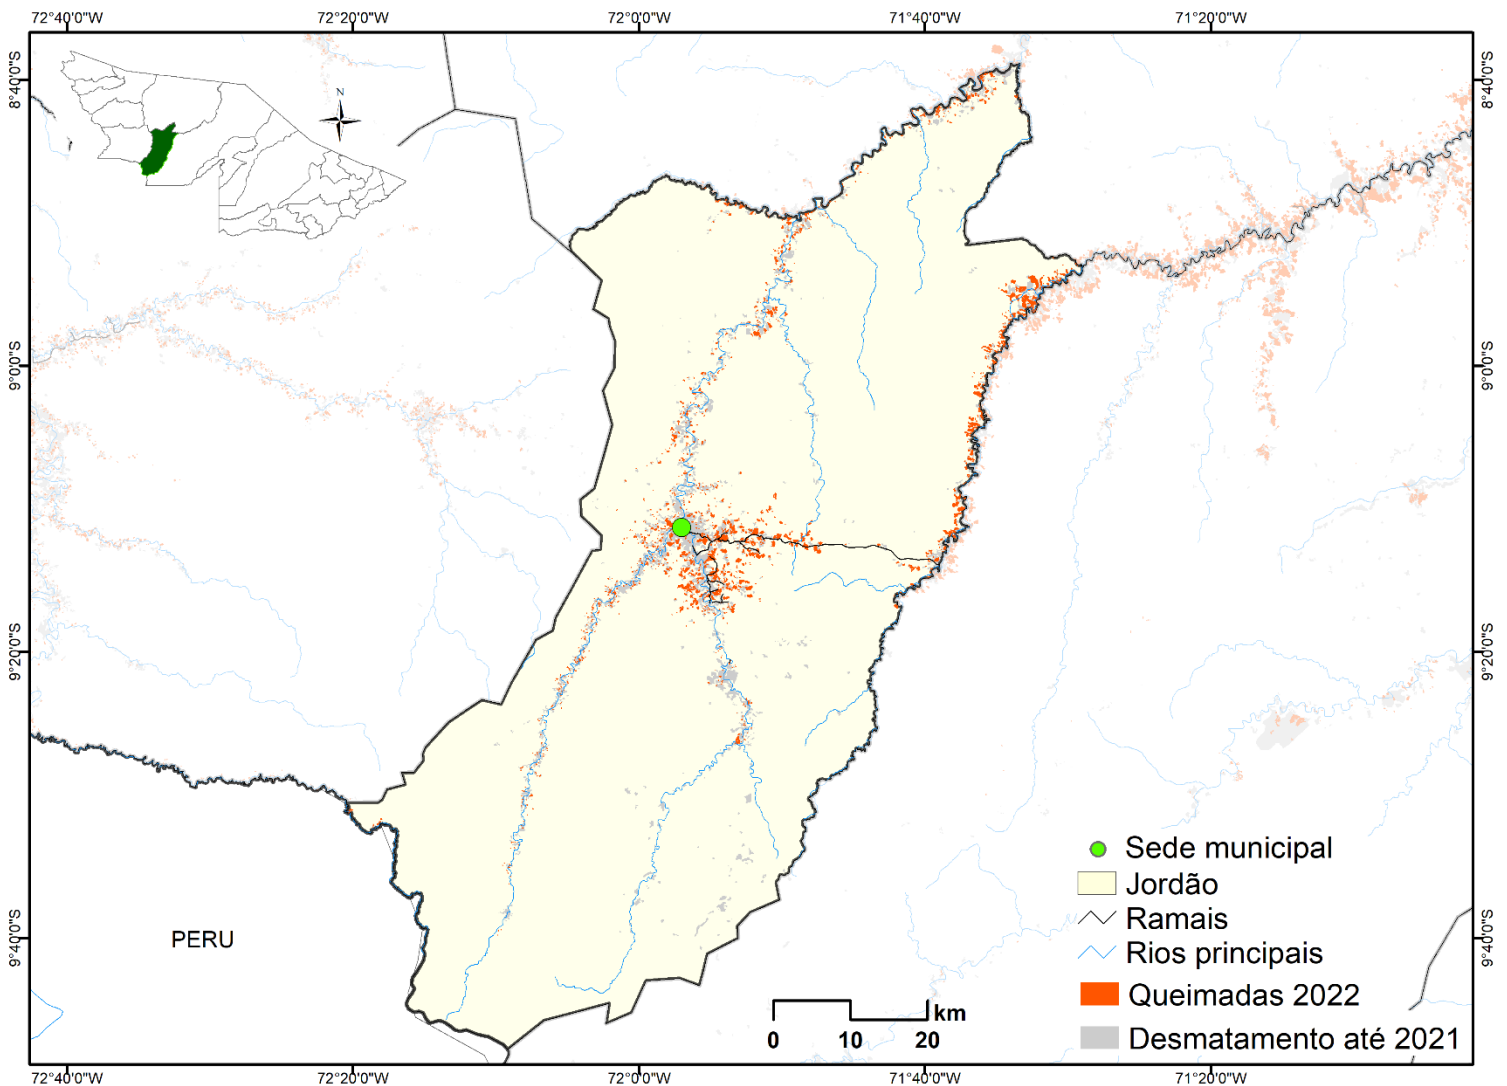 72°40'0"W 72°20'0"W 72°0'0"W 71°40'0"W 71°20'0"W
8°40'0"S 8°40'0"S
N
9°0'0"S 9°0'0"S
9°20'0"S 9°20'0"S
9°40'0"S 9°40'0"S
PERU
Sede municipal
Jordão
Ramais
Rios principais
Queimadas 2022
Desmatamento até 2021
km
0 10 20
72°40'0"W 72°20'0"W 72°0'0"W 71°40'0"W 71°20'0"W